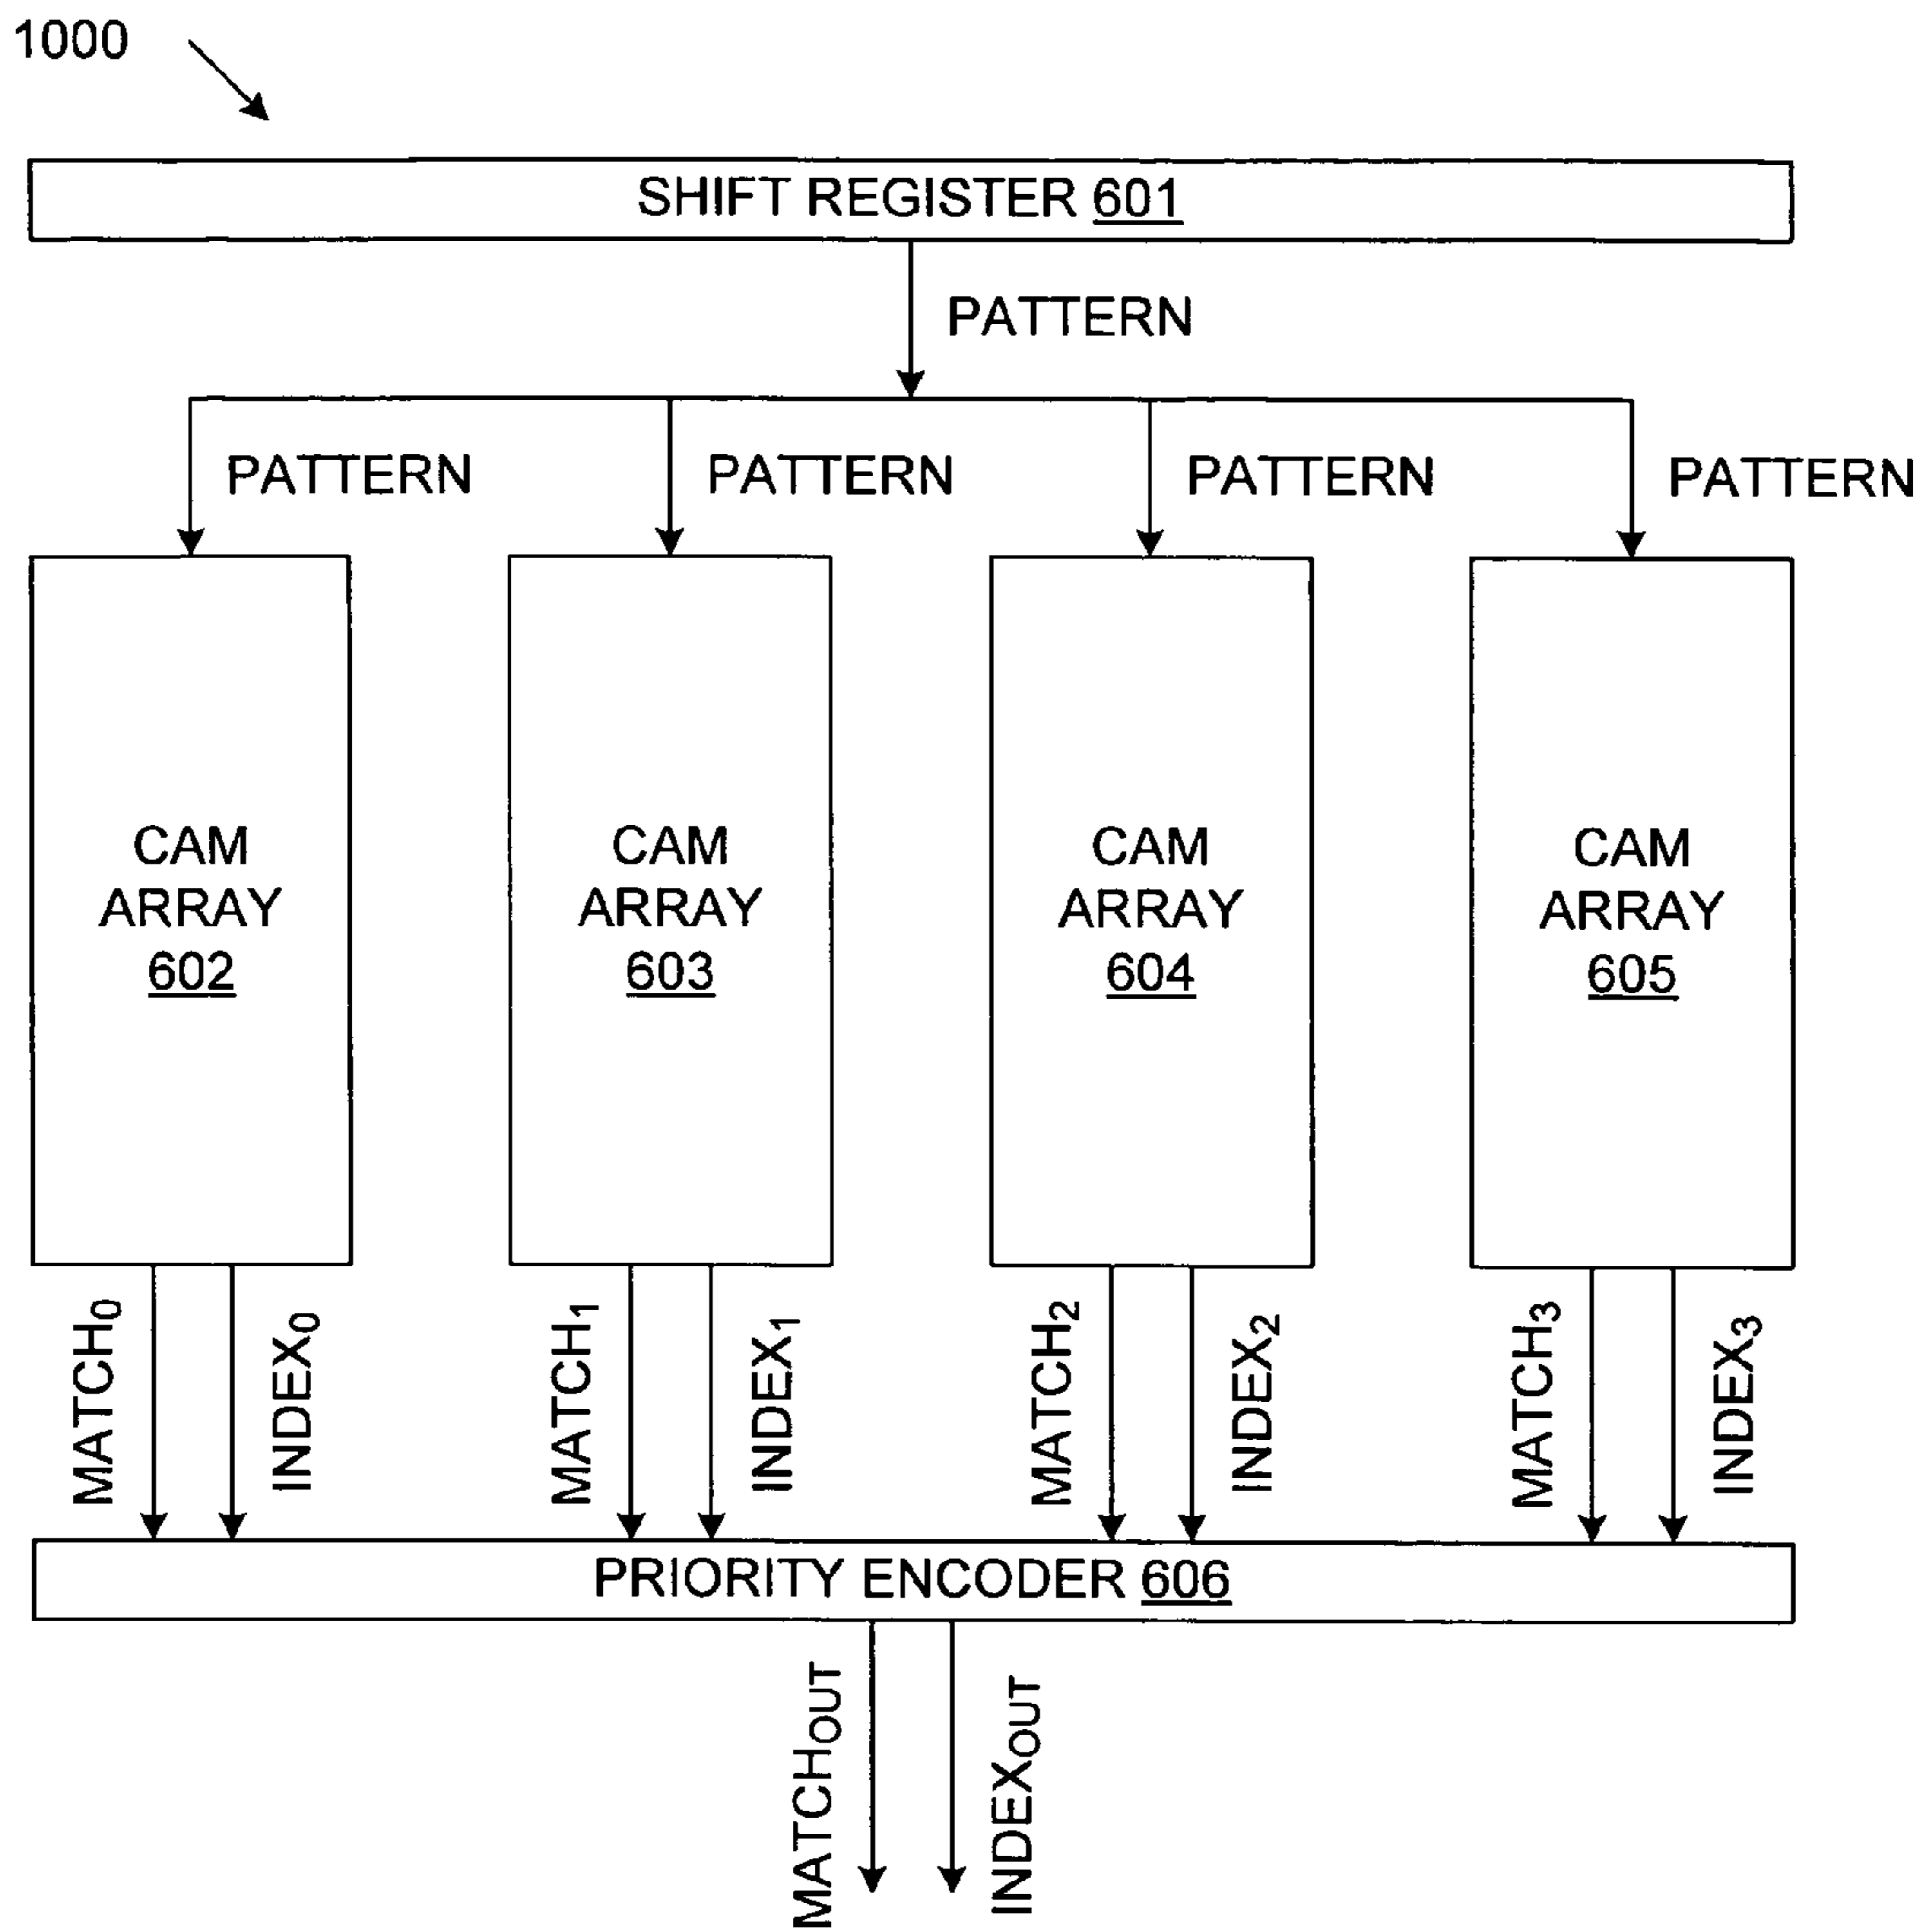 1000
SHIFT REGISTER 601
PATTERN
PATTERN PATTERN PATTERN PATTERN
CAM
ARRAY
602
CAM
ARRAY
603
CAM
ARRAY
604
CAM
ARRAY
605
MATCH0
INDEX0
MATCH1
INDEX1
MATCH2
INDEX2
MATCH3
INDEX3
PRIORITY ENCODER 606
MATCHOUT
INDEXOUT